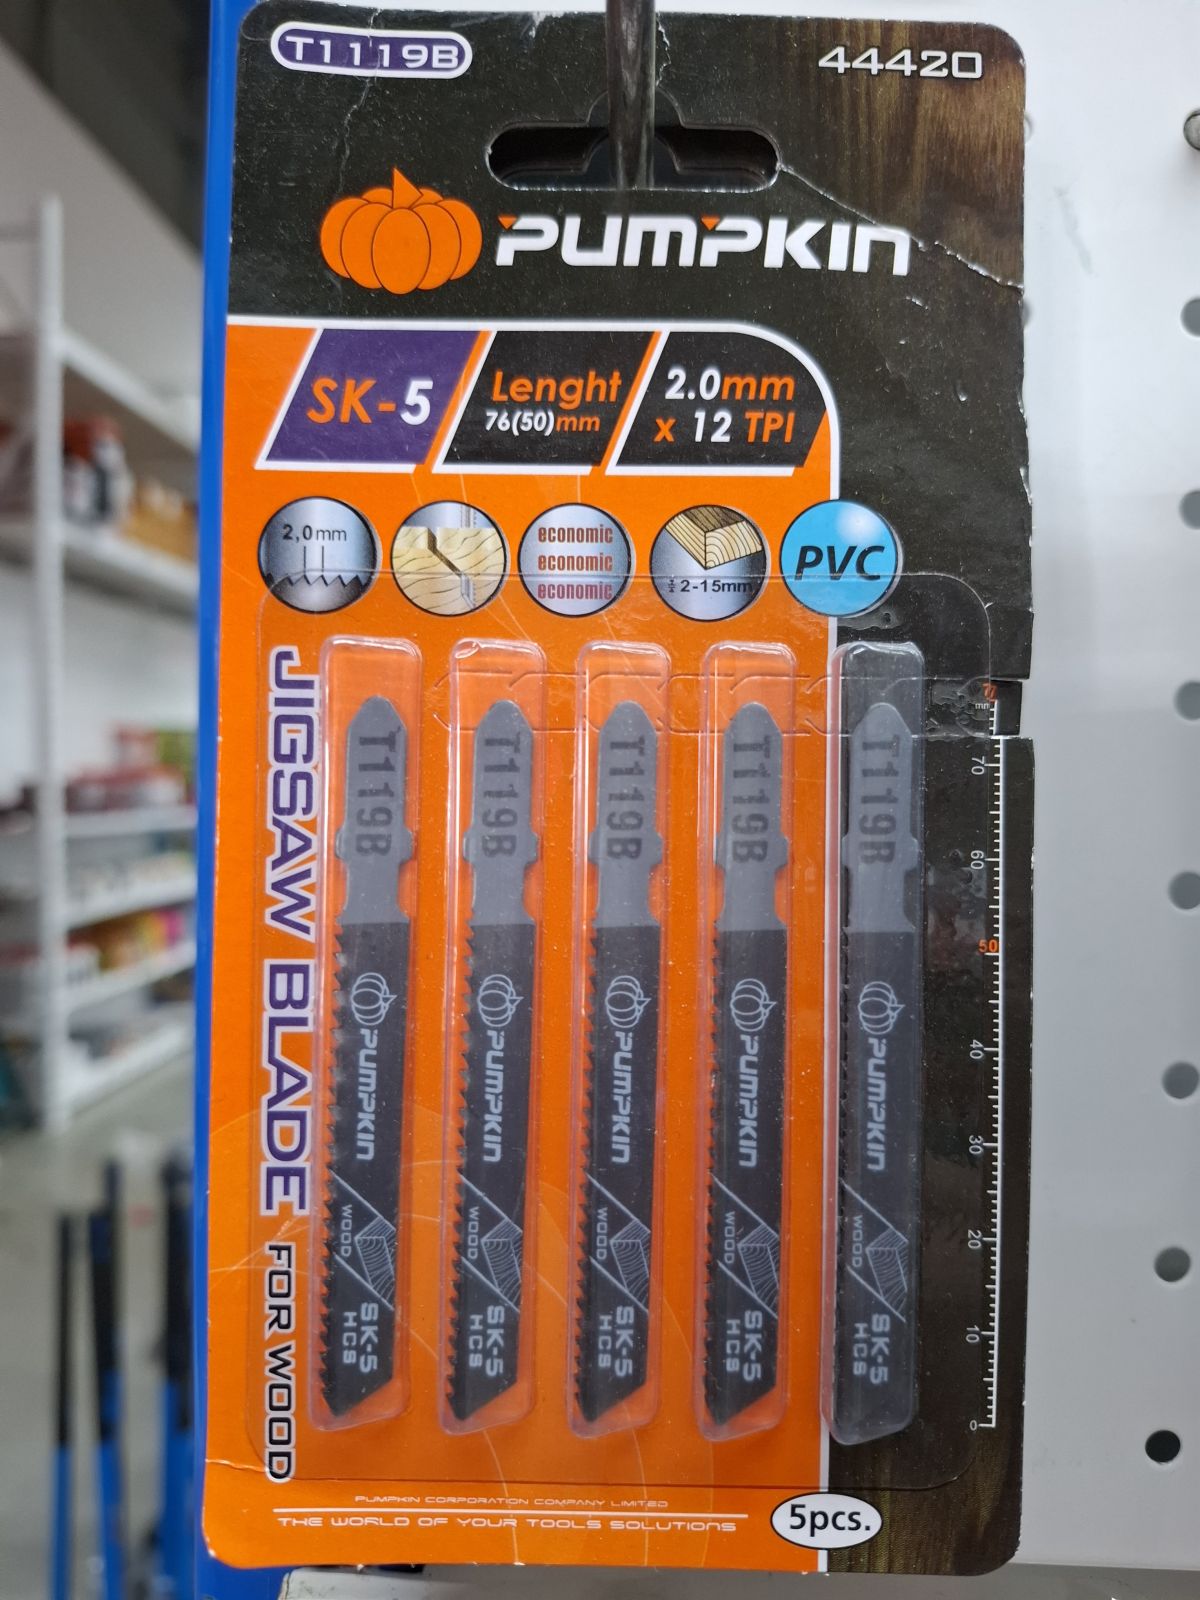 T1119B
44420
PUMPKIN
SK-5
Lenght
76(50)mm
2.0mm
x 12 TPI
2,0mm
economic
economic
economic
2-15mm
PVC
JIGSAW BLADE FOR WOOD
T119B
PUMPKIN
WOOD
SK-5
HCS
T119B
PUMPKIN
WOOD
SK-5
HCS
T119B
PUMPKIN
WOOD
SK-5
HCS
T119B
PUMPKIN
WOOD
SK-5
HCS
T119B
PUMPKIN
WOOD
SK-5
HCS
77
mm
70
60
50
40
30
20
10
0
PUMPKIN CORPORATION COMPANY LIMITED
THE WORLD OF YOUR TOOLS SOLUTIONS
5pcs.